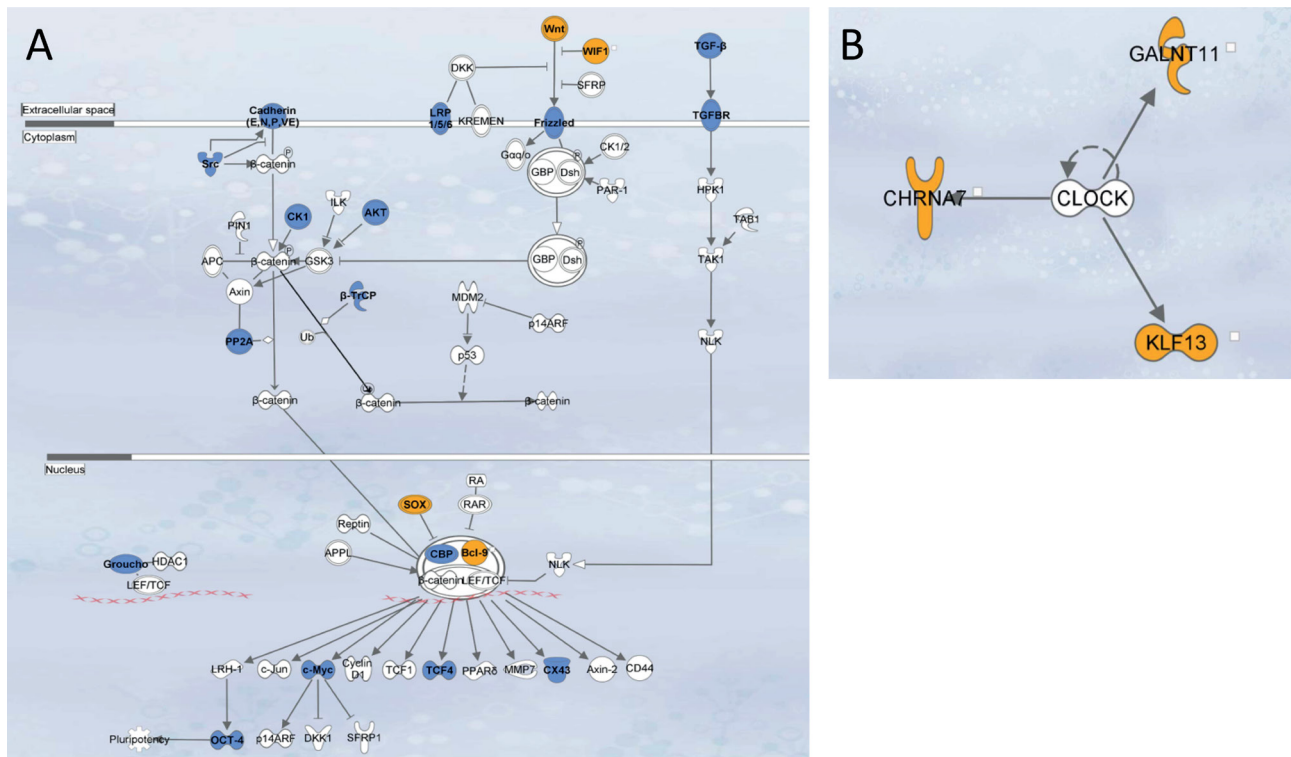 A
Wnt
WIF1
TGF-β
DKK
SFRP
Extracellular space
Cytoplasm
Cadherin
(E,N,P,VE)
LRP
1/5/6
KREMEN
Frizzled
TGFBR
Src
β-catenin
P
Gαq/o
GBP
Dsh
P
CK1/2
PAR-1
HPK1
ILK
CK1
AKT
PIN1
TAB1
APC
β-catenin
P
GSK3
GBP
Dsh
P
TAK1
Axin
β-TrCP
MDM2
p14ARF
Ub
PP2A
p53
NLK
β-catenin
β-catenin
β-catenin
Nucleus
RA
SOX
RAR
Reptin
APPL
CBP
Bcl-9
Groucho
HDAC1
LEF/TCF
β-catenin
LEF/TCF
NLK
LRH-1
c-Jun
c-Myc
Cyclin
D1
TCF1
TCF4
PPARδ
MMP7
CX43
Axin-2
CD44
Pluripotency
OCT-4
p14ARF
DKK1
SFRP1
B
GALNT11
CHRNA7
CLOCK
KLF13